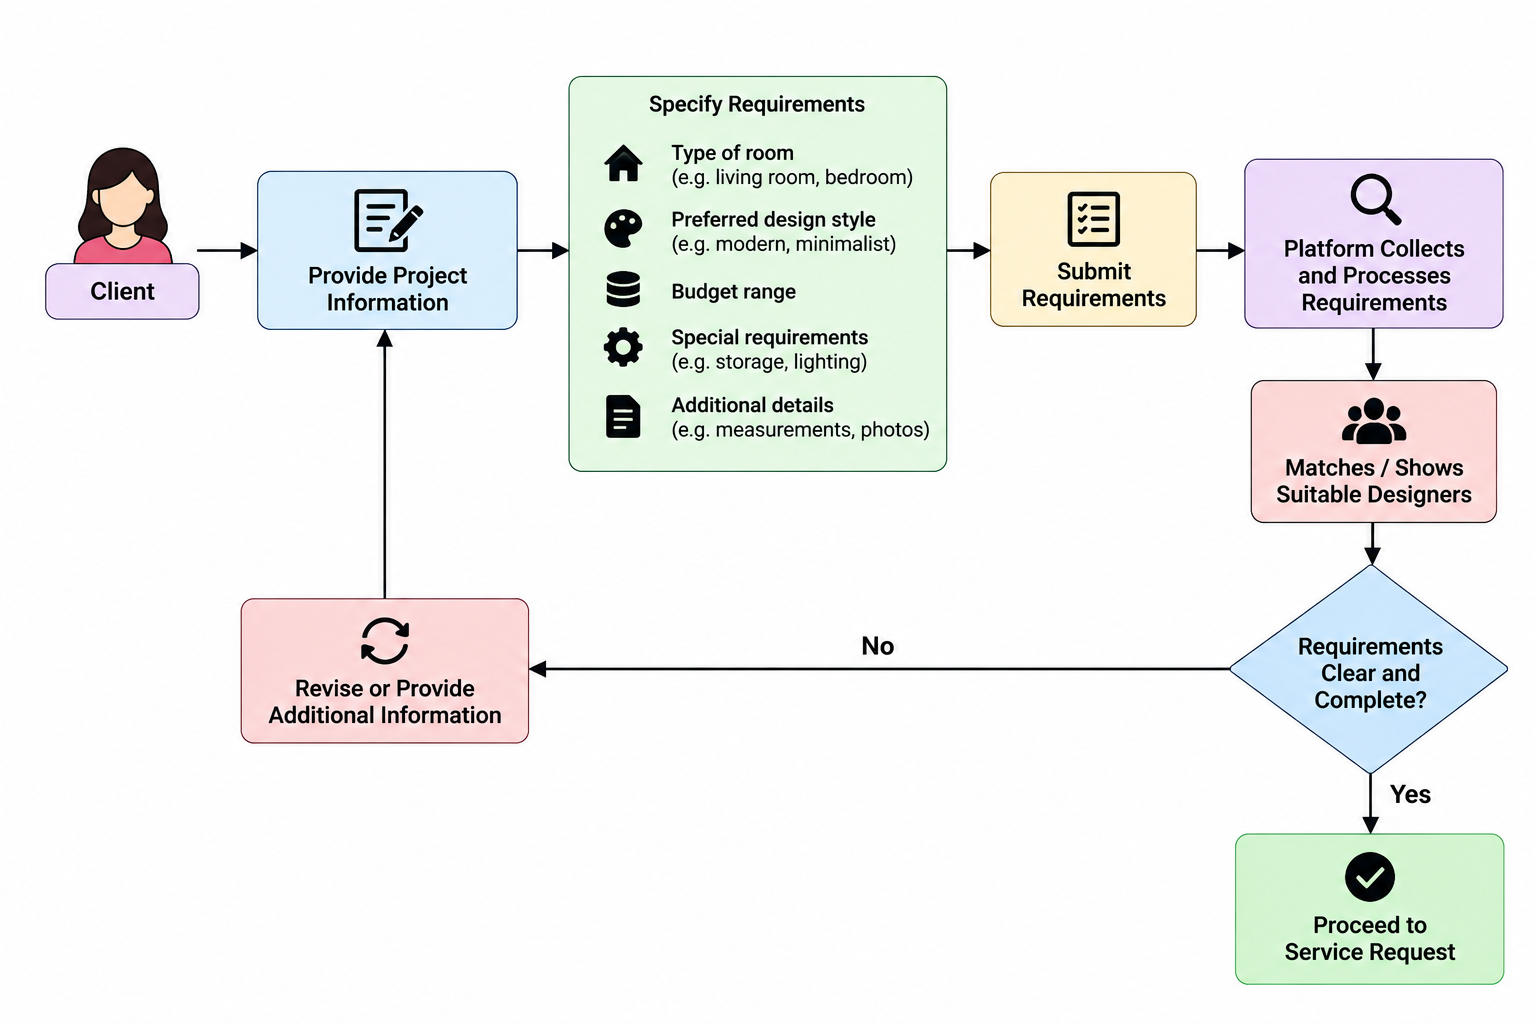 Client
Provide Project
Information
Specify Requirements
Type of room
(e.g. living room, bedroom)
Preferred design style
(e.g. modern, minimalist)
Budget range
Special requirements
(e.g. storage, lighting)
Additional details
(e.g. measurements, photos)
Submit
Requirements
Platform Collects
and Processes
Requirements
Matches / Shows
Suitable Designers
Requirements
Clear and
Complete?
No
Revise or Provide
Additional Information
Yes
Proceed to
Service Request